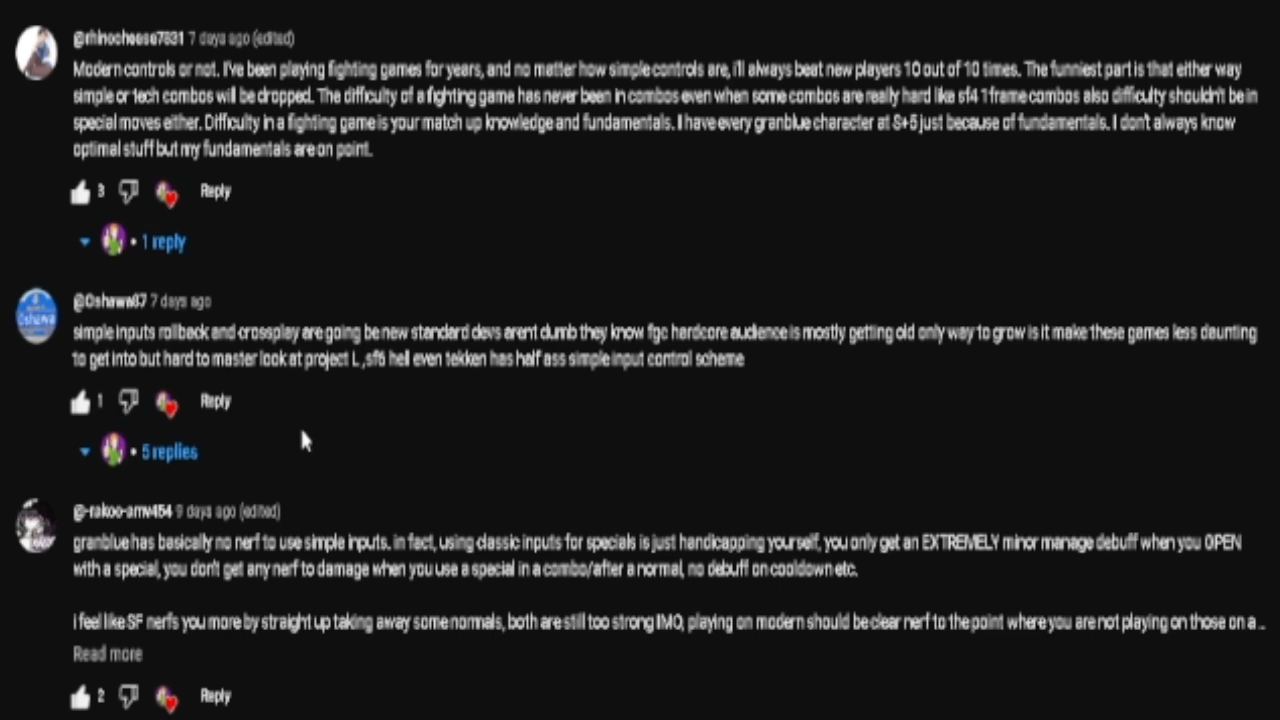 @rhinocheese7831 7 days ago (edited)
Modern controls or not. I've been playing fighting games for years, and no matter how simple controls are, i'll always beat new players 10 out of 10 times. The funniest part is that either way
simple or tech combos will be dropped. The difficulty of a fighting game has never been in combos even when some combos are really hard like sf4 1 frame combos also difficulty shouldn't be in
special moves either. Difficulty in a fighting game is your match up knowledge and fundamentals. I have every granblue character at S+5 just because of fundamentals. I don't always know
optimal stuff but my fundamentals are on point.
3 Reply
• 1 reply
@Oshawa87 7 days ago
simple inputs rollback and crossplay are going be new standard devs arent dumb they know fgc hardcore audience is mostly getting old only way to grow is it make these games less daunting
to get into but hard to master look at project L ,sf6 hell even tekken has half ass simple input control scheme
1 Reply
• 5 replies
@-rakoo-amv454 9 days ago (edited)
granblue has basically no nerf to use simple inputs. in fact, using classic inputs for specials is just handicapping yourself, you only get an EXTREMELY minor manage debuff when you OPEN
with a special, you don't get any nerf to damage when you use a special in a combo/after a normal, no debuff on cooldown etc.
i feel like SF nerfs you more by straight up taking away some normals, both are still too strong IMO, playing on modern should be clear nerf to the point where you are not playing on those on a ...
Read more
2 Reply